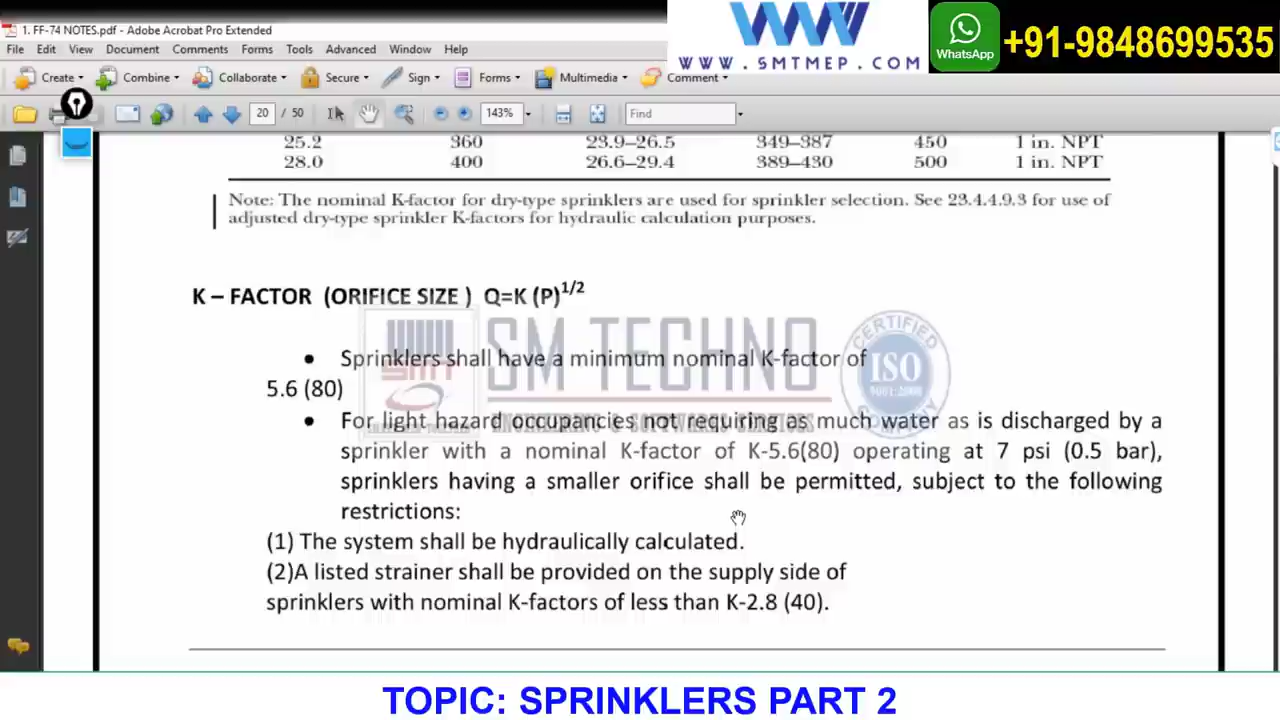 1. FF-74 NOTES.pdf - Adobe Acrobat Pro Extended
WWW
WWW.SMTMEP.COM
WhatsApp
+91-9848699535
File Edit View Document Comments Forms Tools Advanced Window Help
Create Combine Collaborate Secure Sign Forms Multimedia Comment
20 / 50 143% Find
25.2 360 23.9–26.5 349–387 450 1 in. NPT
28.0 400 26.6–29.4 389–430 500 1 in. NPT
Note: The nominal K-factor for dry-type sprinklers are used for sprinkler selection. See 23.4.4.9.3 for use of
adjusted dry-type sprinkler K-factors for hydraulic calculation purposes.
K – FACTOR (ORIFICE SIZE ) Q=K (P)1/2
SM TECHNO
CERTIFIED
ISO
9001:2008
COMPANY
SMT
• Sprinklers shall have a minimum nominal K-factor of
5.6 (80)
• For light hazard occupancies not requiring as much water as is discharged by a
sprinkler with a nominal K-factor of K-5.6(80) operating at 7 psi (0.5 bar),
sprinklers having a smaller orifice shall be permitted, subject to the following
restrictions:
(1) The system shall be hydraulically calculated.
(2)A listed strainer shall be provided on the supply side of
sprinklers with nominal K-factors of less than K-2.8 (40).
TOPIC: SPRINKLERS PART 2